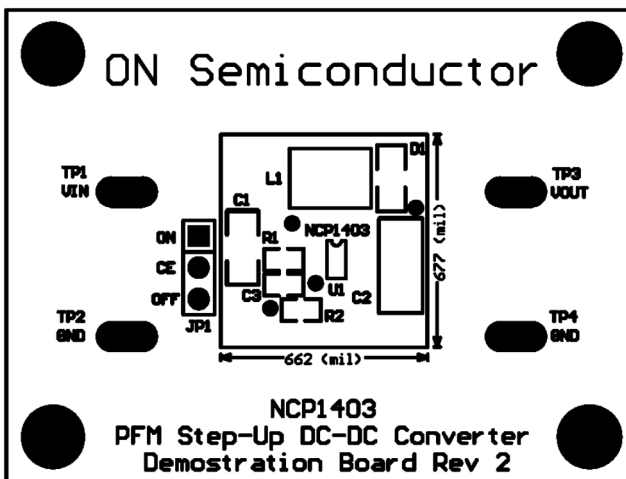 ON Semiconductor
TP1
VIN
TP3
VOUT
L1
D1
C1
NCP1403
ON
R1
CE
C3
U1
C2
OFF
R2
JP1
677 (mil)
TP2
GND
TP4
GND
662 (mil)
NCP1403
PFM Step-Up DC-DC Converter
Demostration Board Rev 2